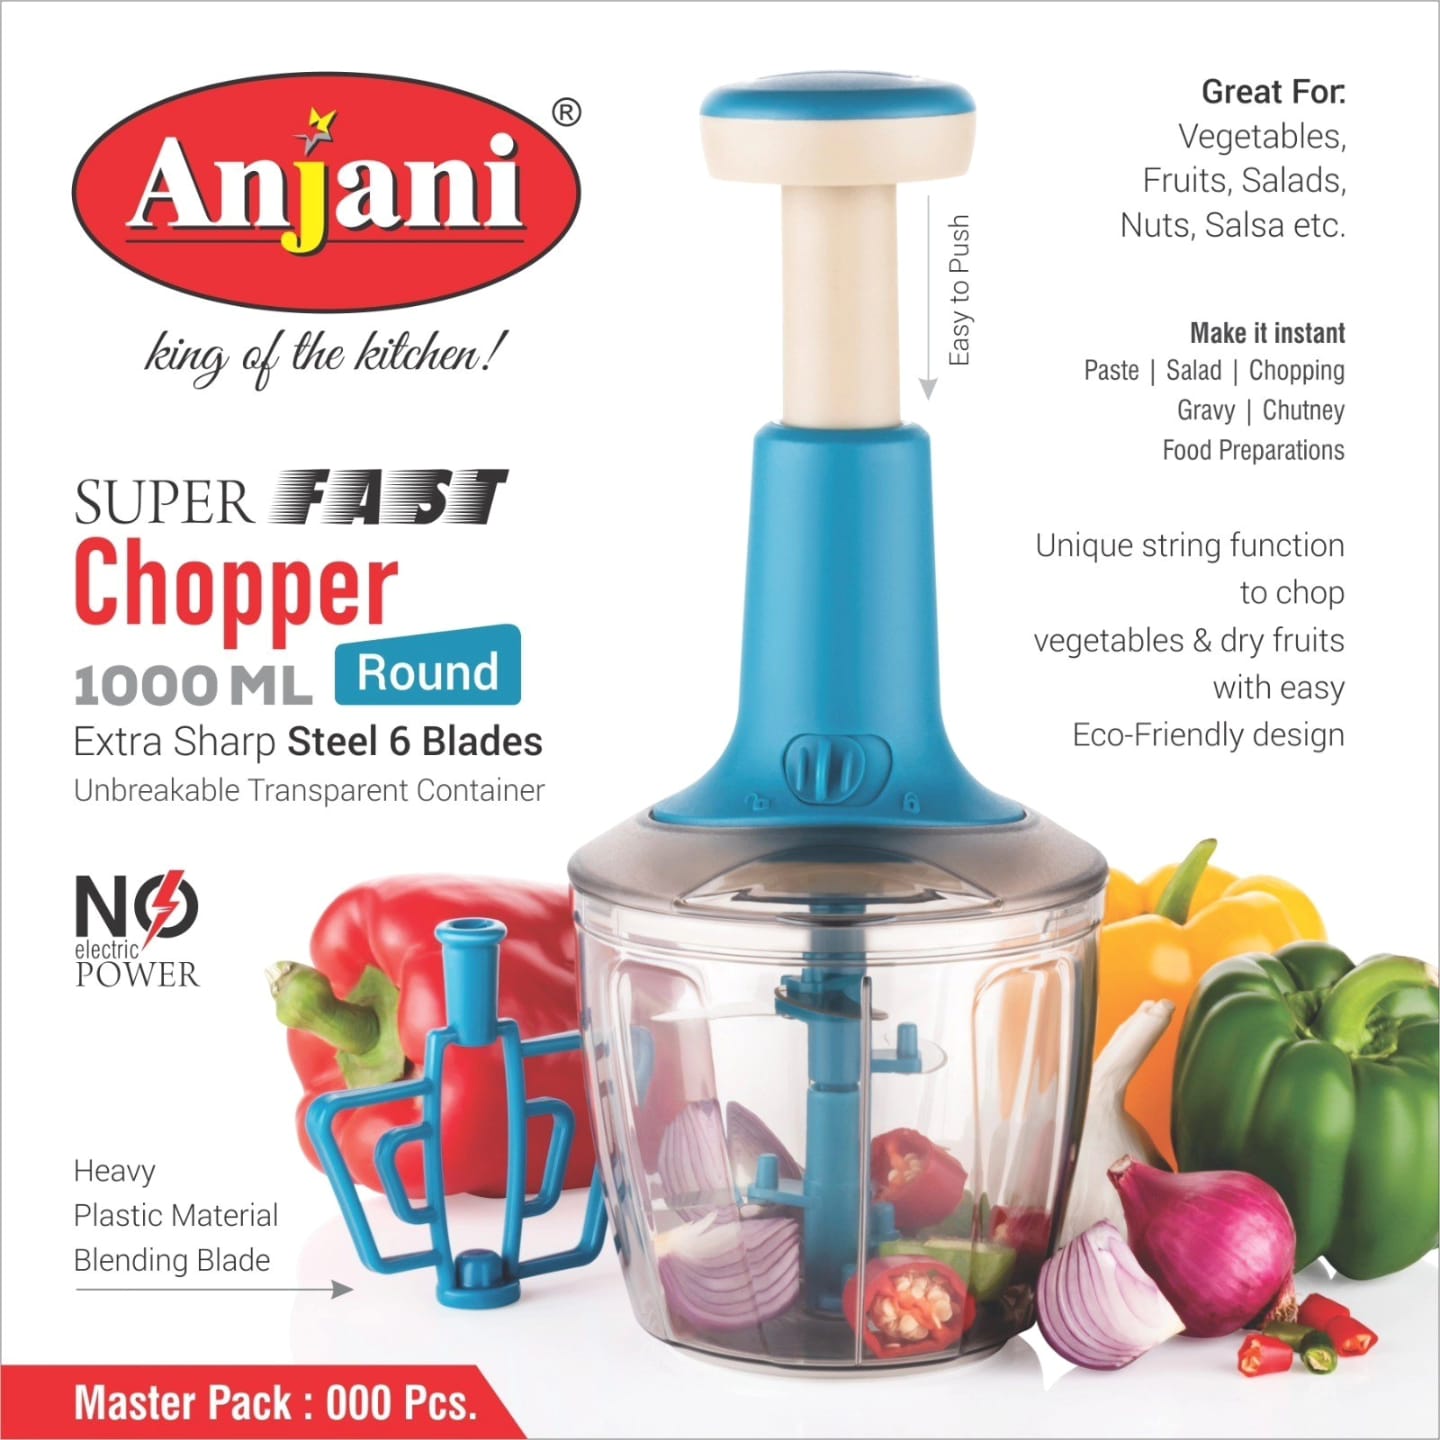 Anjani ®
king of the kitchen!
SUPER FAST
Chopper
1000 ML Round
Extra Sharp Steel 6 Blades
Unbreakable Transparent Container
NO
electric
POWER
Heavy
Plastic Material
Blending Blade
Master Pack : 000 Pcs.
Easy to Push
Great For:
Vegetables,
Fruits, Salads,
Nuts, Salsa etc.
Make it instant
Paste | Salad | Chopping
Gravy | Chutney
Food Preparations
Unique string function
to chop
vegetables & dry fruits
with easy
Eco-Friendly design